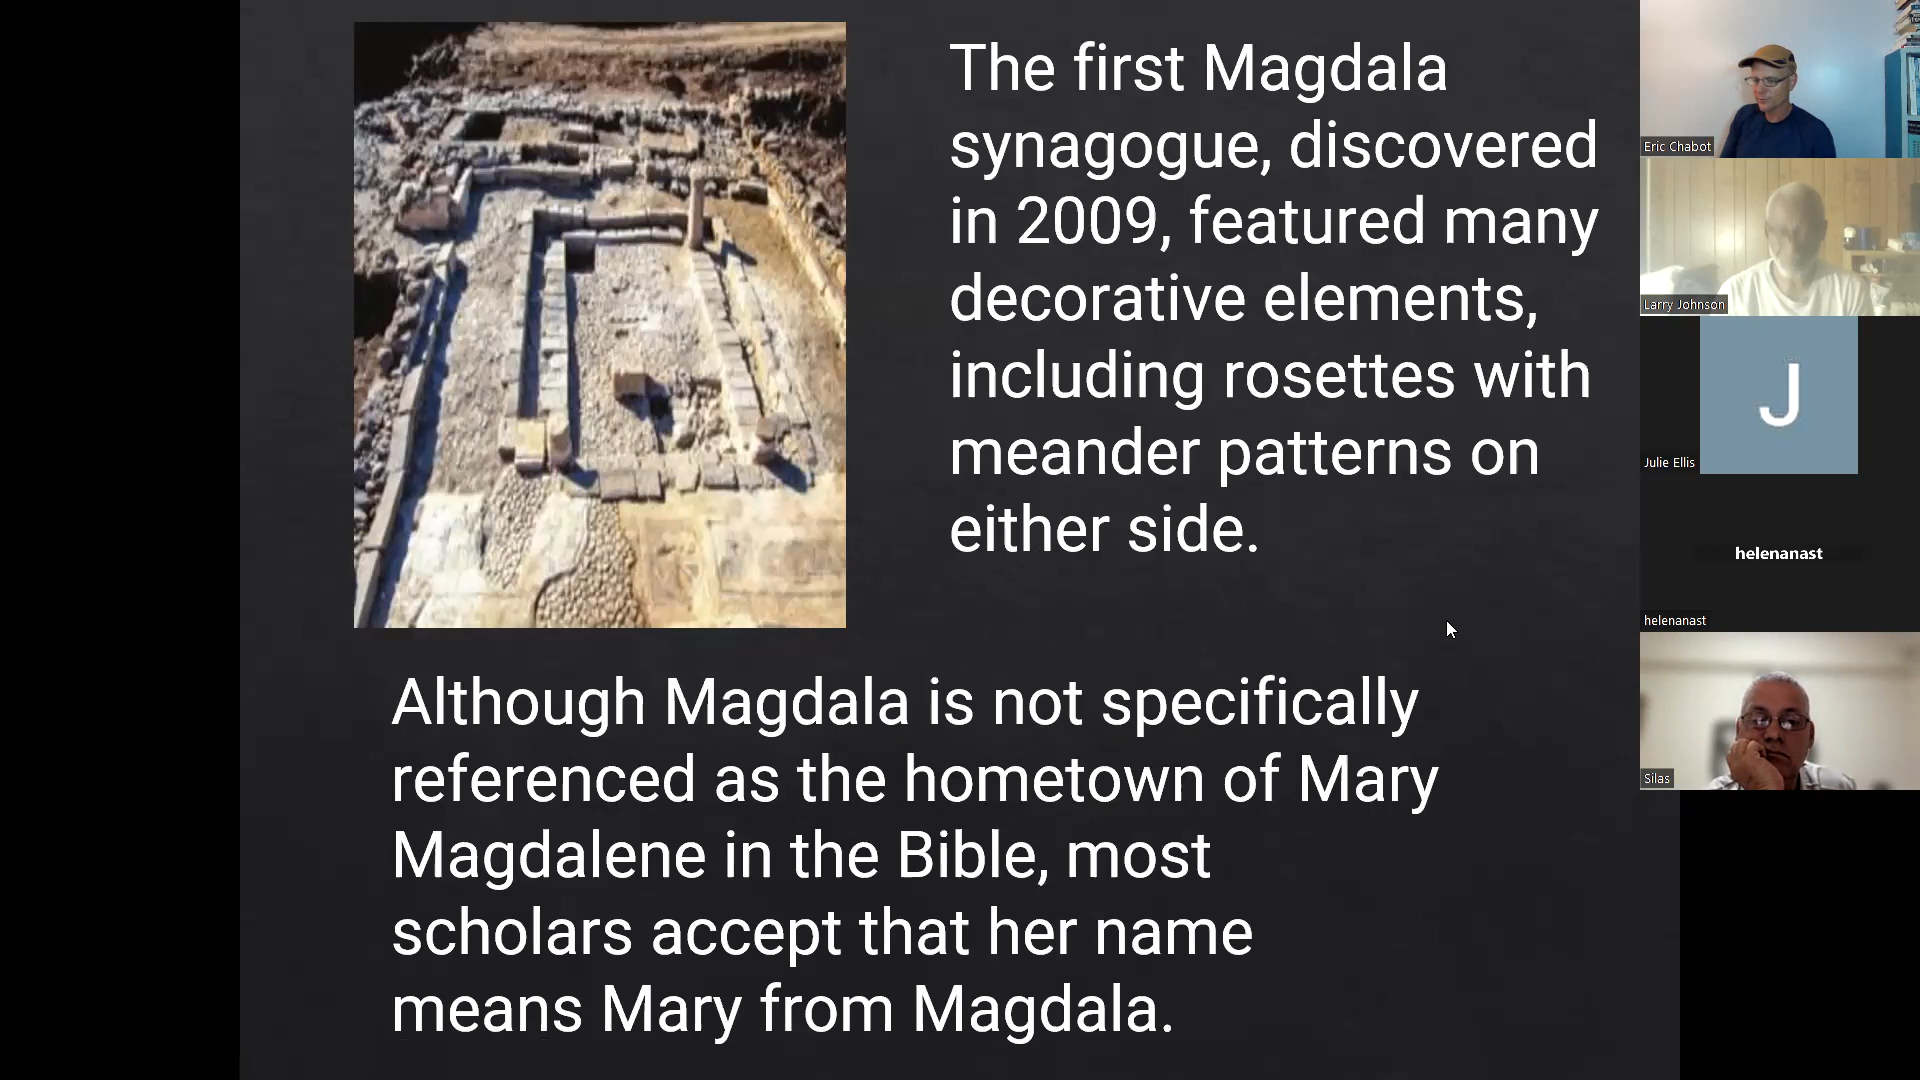 The first Magdala
synagogue, discovered
in 2009, featured many
decorative elements,
including rosettes with
meander patterns on
either side.
Although Magdala is not specifically
referenced as the hometown of Mary
Magdalene in the Bible, most
scholars accept that her name
means Mary from Magdala.
Eric Chabot
Larry Johnson
J
Julie Ellis
helenanast
helenanast
Silas